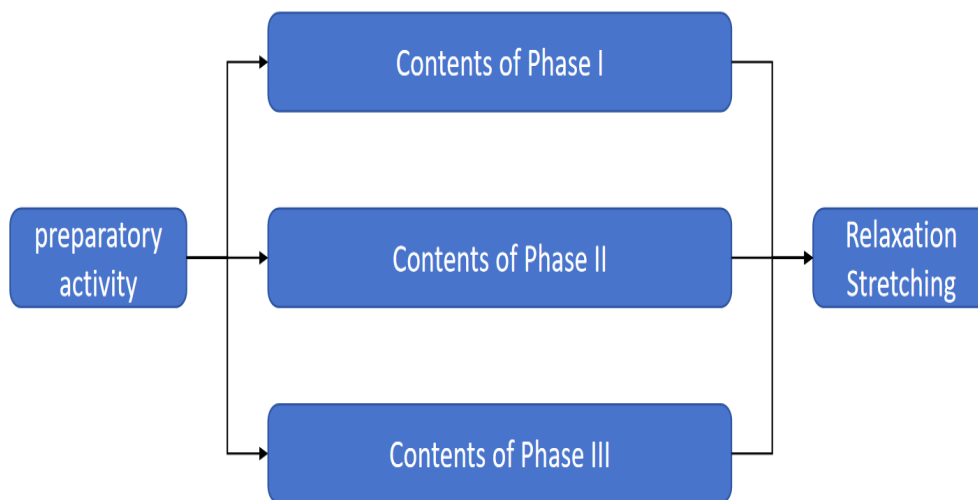 preparatory
activity
Contents of Phase I
Contents of Phase II
Contents of Phase III
Relaxation
Stretching